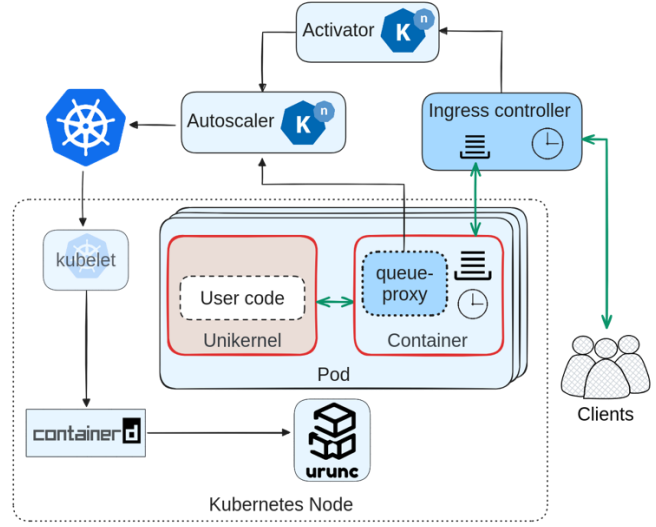 Activator
K
n
Autoscaler
K
n
Ingress controller
kubelet
queue-
proxy
User code
Unikernel
Container
Pod
Clients
containerd
urunc
Kubernetes Node